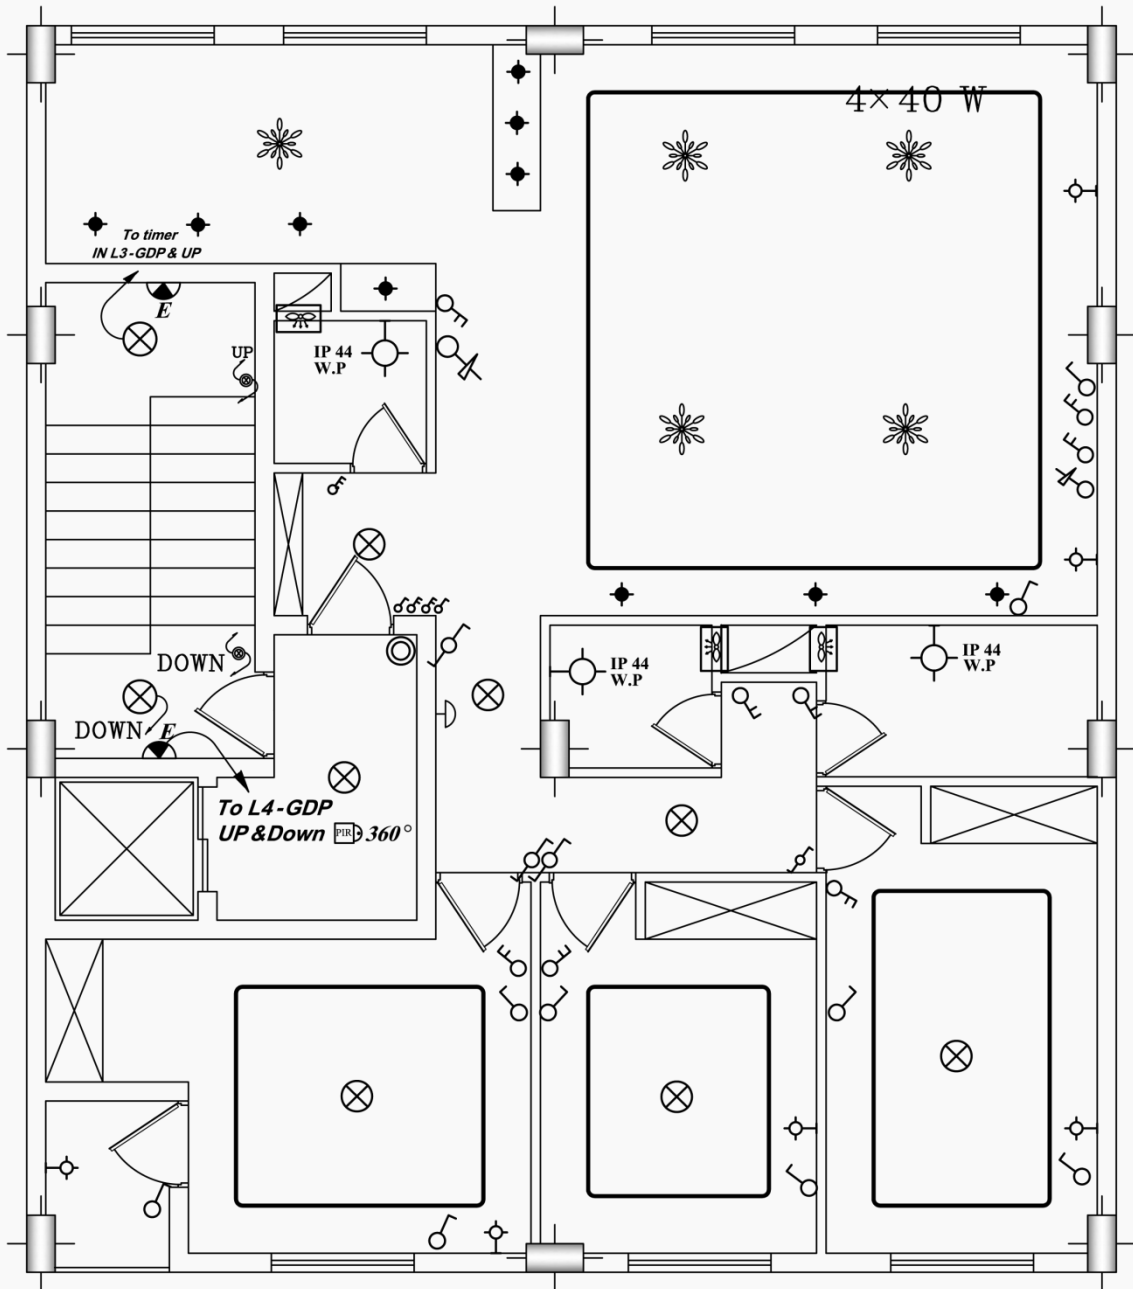 4×40 W
To timer
IN L3-GDP & UP
E
UP
IP 44
W.P
DOWN
IP 44
W.P
IP 44
W.P
DOWN
E
To L4-GDP
UP &Down PIR 360°